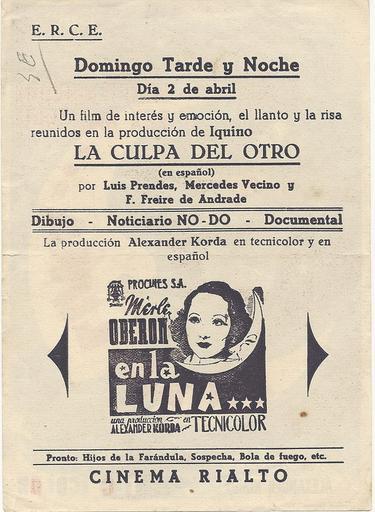 E. R. C. E.
Domingo Tarde y Noche
Día 2 de abril
Un film de interés y emoción, el llanto y la risa
reunidos en la producción de Iquino
LA CULPA DEL OTRO
(en español)
por Luis Prendes, Mercedes Vecino y
F. Freire de Andrade
Dibujo - Noticiario NO-DO - Documental
La producción Alexander Korda en tecnicolor y en
español
PROCINES S.A.
Merle
OBERON
en la
LUNA...
una producción en
ALEXANDER KORDA TECNICOLOR
Pronto: Hijos de la Farándula, Sospecha, Bola de fuego, etc.
CINEMA RIALTO